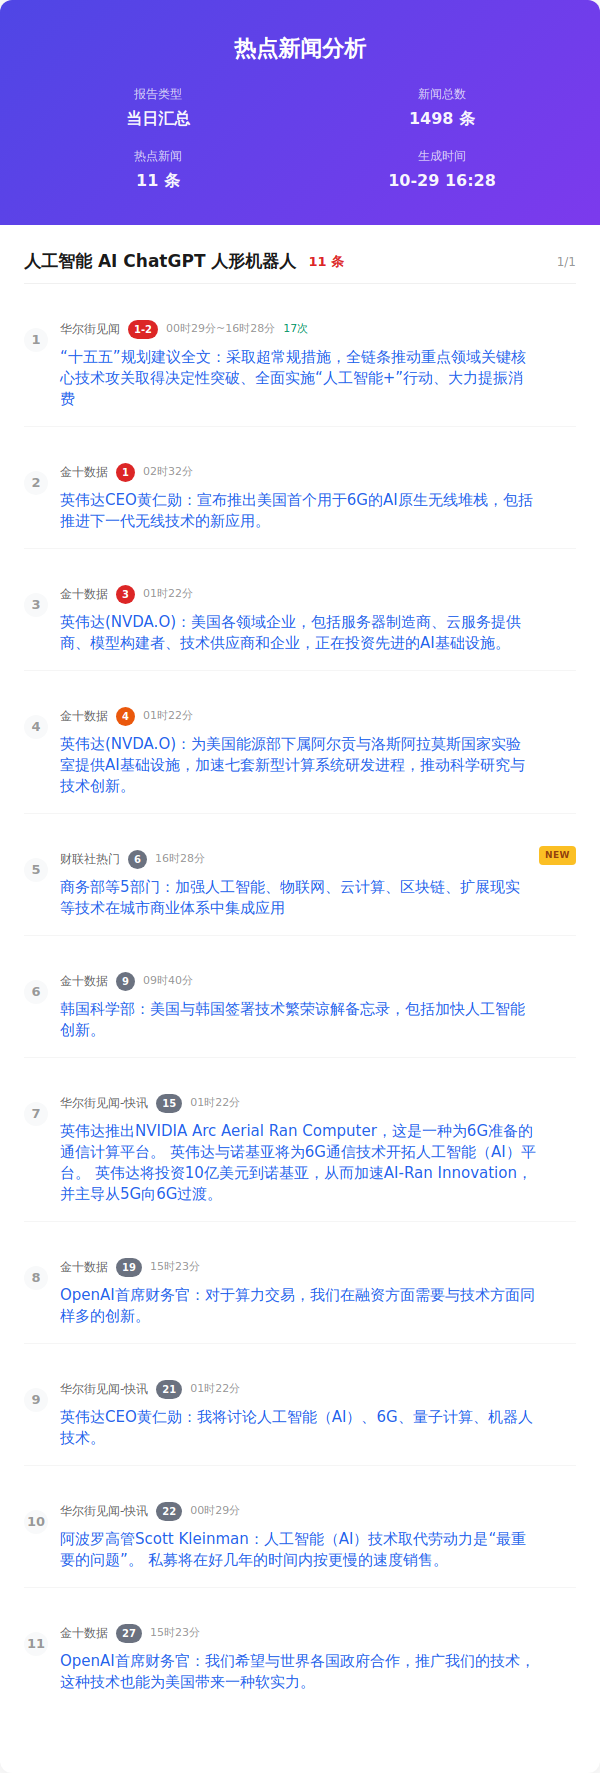 热点新闻分析
报告类型
当日汇总
新闻总数
1498 条
热点新闻
11 条
生成时间
10-29 16:28
人工智能 AI ChatGPT 人形机器人 11 条 1/1
1
华尔街见闻 1-2 00时29分~16时28分 17次
“十五五”规划建议全文：采取超常规措施，全链条推动重点领域关键核
心技术攻关取得决定性突破、全面实施“人工智能+”行动、大力提振消
费
2
金十数据 1 02时32分
英伟达CEO黄仁勋：宣布推出美国首个用于6G的AI原生无线堆栈，包括
推进下一代无线技术的新应用。
3
金十数据 3 01时22分
英伟达(NVDA.O)：美国各领域企业，包括服务器制造商、云服务提供
商、模型构建者、技术供应商和企业，正在投资先进的AI基础设施。
4
金十数据 4 01时22分
英伟达(NVDA.O)：为美国能源部下属阿尔贡与洛斯阿拉莫斯国家实验
室提供AI基础设施，加速七套新型计算系统研发进程，推动科学研究与
技术创新。
5
财联社热门 6 16时28分 NEW
商务部等5部门：加强人工智能、物联网、云计算、区块链、扩展现实
等技术在城市商业体系中集成应用
6
金十数据 9 09时40分
韩国科学部：美国与韩国签署技术繁荣谅解备忘录，包括加快人工智能
创新。
7
华尔街见闻-快讯 15 01时22分
英伟达推出NVIDIA Arc Aerial Ran Computer，这是一种为6G准备的
通信计算平台。 英伟达与诺基亚将为6G通信技术开拓人工智能（AI）平
台。 英伟达将投资10亿美元到诺基亚，从而加速AI-Ran Innovation，
并主导从5G向6G过渡。
8
金十数据 19 15时23分
OpenAI首席财务官：对于算力交易，我们在融资方面需要与技术方面同
样多的创新。
9
华尔街见闻-快讯 21 01时22分
英伟达CEO黄仁勋：我将讨论人工智能（AI）、6G、量子计算、机器人
技术。
10
华尔街见闻-快讯 22 00时29分
阿波罗高管Scott Kleinman：人工智能（AI）技术取代劳动力是“最重
要的问题”。 私募将在好几年的时间内按更慢的速度销售。
11
金十数据 27 15时23分
OpenAI首席财务官：我们希望与世界各国政府合作，推广我们的技术，
这种技术也能为美国带来一种软实力。